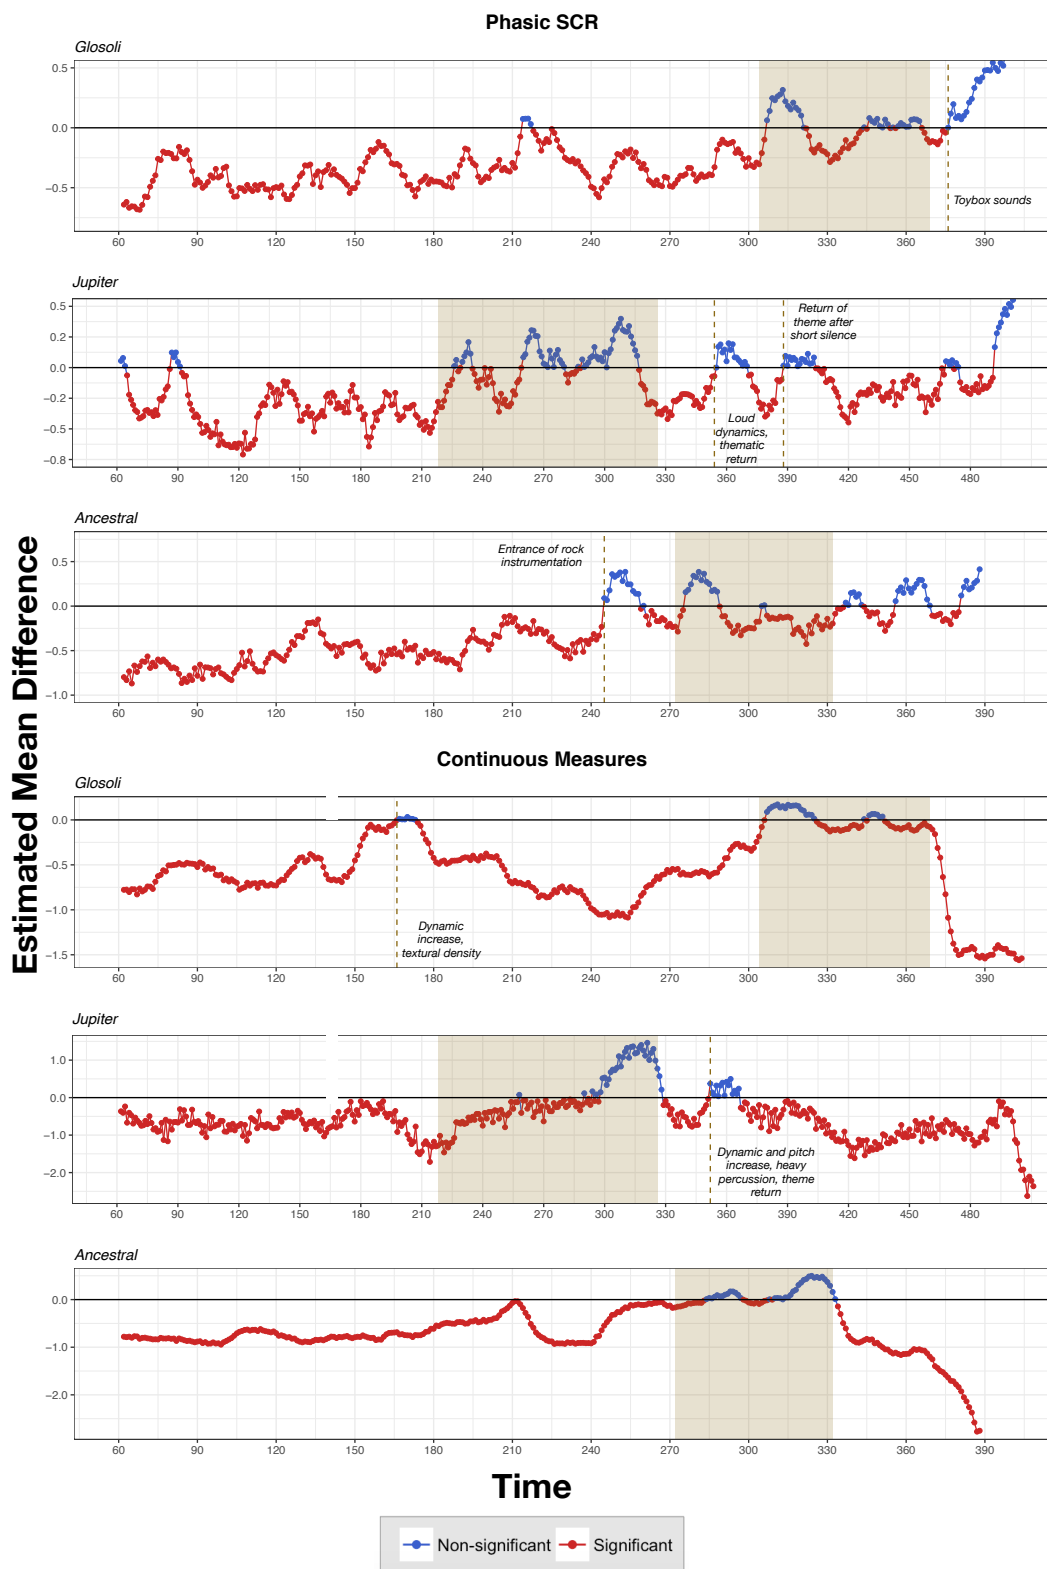 Phasic SCR
Glosoli
0.5
0.0
−0.5
Toybox sounds
60 90 120 150 180 210 240 270 300 330 360 390
Jupiter
0.5
0.2
0.0
−0.2
−0.5
−0.8
Return of
theme after
short silence
Loud
dynamics,
thematic
return
60 90 120 150 180 210 240 270 300 330 360 390 420 450 480
Ancestral
0.5
0.0
−0.5
−1.0
Entrance of rock
instrumentation
60 90 120 150 180 210 240 270 300 330 360 390
Estimated Mean Difference
Continuous Measures
Glosoli
0.0
−0.5
−1.0
−1.5
Dynamic
increase,
textural density
60 90 120 150 180 210 240 270 300 330 360 390
Jupiter
1.0
0.0
−1.0
−2.0
Dynamic and pitch
increase, heavy
percussion, theme
return
60 90 120 150 180 210 240 270 300 330 360 390 420 450 480
Ancestral
0.0
−1.0
−2.0
60 90 120 150 180 210 240 270 300 330 360 390
Time
Non−significant Significant